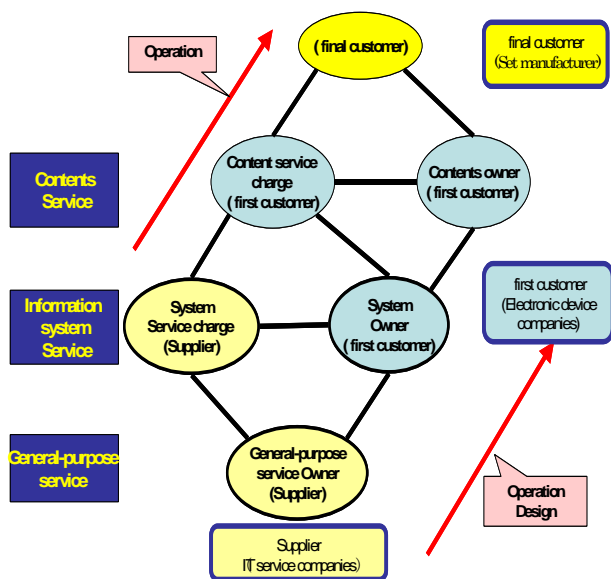 Operation
( final customer)
final customer
(Set manufacturer)
Contents
Service
Content service
charge
( first customer)
Contents owner
( first customer)
Information
system
Service
System
Service charge
(Supplier)
System
Owner
( first customer)
first customer
(Electronic device
companies)
General-purpose
service
General-purpose
service Owner
(Supplier)
Operation
Design
Supplier
service companies)